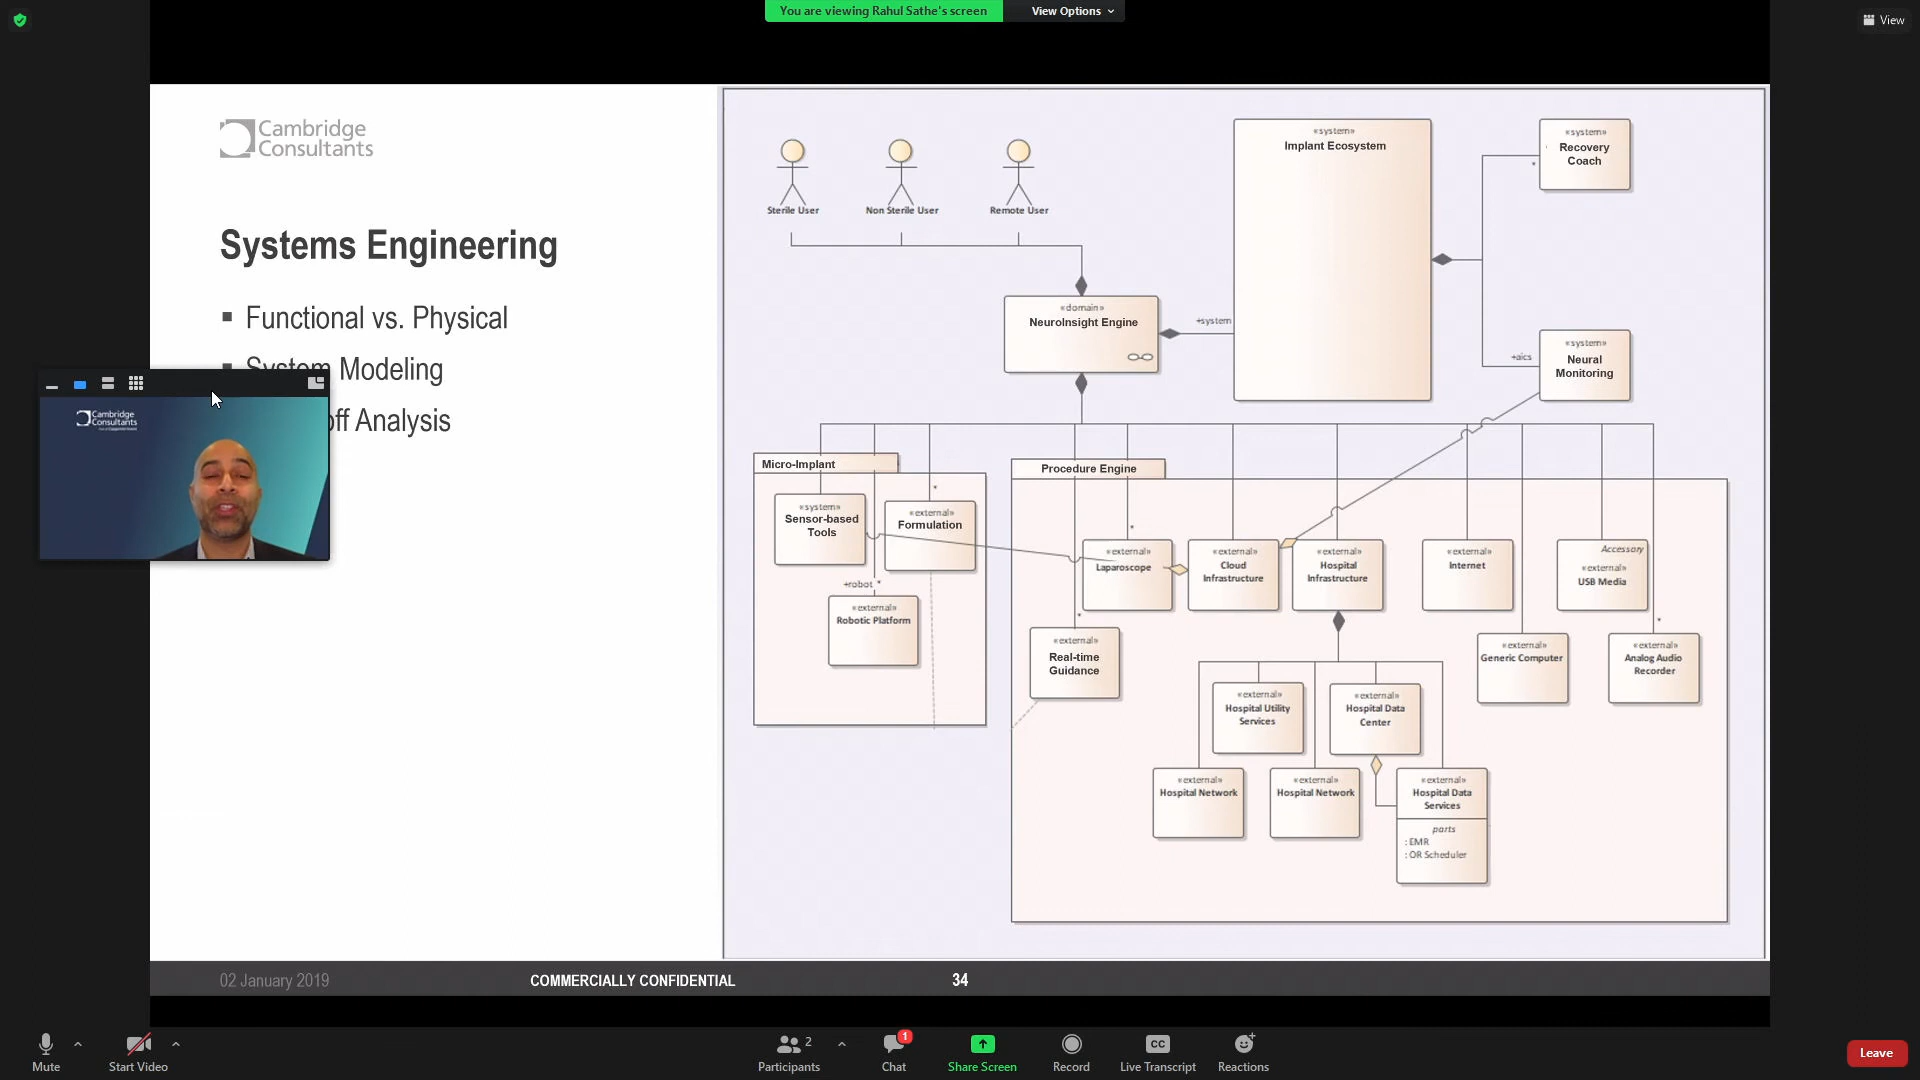 You are viewing Rahul Sathe's screen
View Options
View
Cambridge
Consultants
Systems Engineering
Functional vs. Physical
System Modeling
off Analysis
Cambridge
Consultants
Sterile User
Non Sterile User
Remote User
«system»
Implant Ecosystem
«system»
Recovery
Coach
*
«domain»
NeuroInsight Engine
+system
«system»
Neural
Monitoring
+aics
Micro-Implant
«system»
Sensor-based
Tools
*
«external»
Formulation
+robot *
«external»
Robotic Platform
Procedure Engine
*
«external»
Laparoscope
«external»
Cloud
Infrastructure
«external»
Hospital
Infrastructure
«external»
Internet
Accessory
«external»
USB Media
*
«external»
Real-time
Guidance
«external»
Generic Computer
*
«external»
Analog Audio
Recorder
«external»
Hospital Utility
Services
«external»
Hospital Data
Center
«external»
Hospital Network
«external»
Hospital Network
«external»
Hospital Data
Services
parts
: EMR
: OR Scheduler
02 January 2019
COMMERCIALLY CONFIDENTIAL
34
Mute
Start Video
2
Participants
1
Chat
Share Screen
Record
CC
Live Transcript
Reactions
Leave